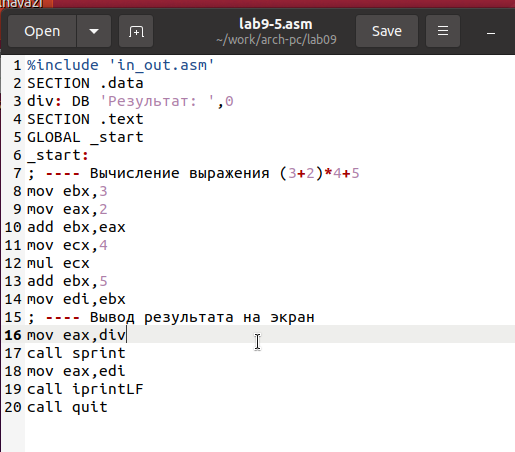 Open
lab9-5.asm
~/work/arch-pc/lab09
Save
1 %include 'in_out.asm'
2 SECTION .data
3 div: DB 'Результат: ',0
4 SECTION .text
5 GLOBAL _start
6 _start:
7 ; ---- Вычисление выражения (3+2)*4+5
8 mov ebx,3
9 mov eax,2
10 add ebx,eax
11 mov ecx,4
12 mul ecx
13 add ebx,5
14 mov edi,ebx
15 ; ---- Вывод результата на экран
16 mov eax,div
17 call sprint
18 mov eax,edi
19 call iprintLF
20 call quit